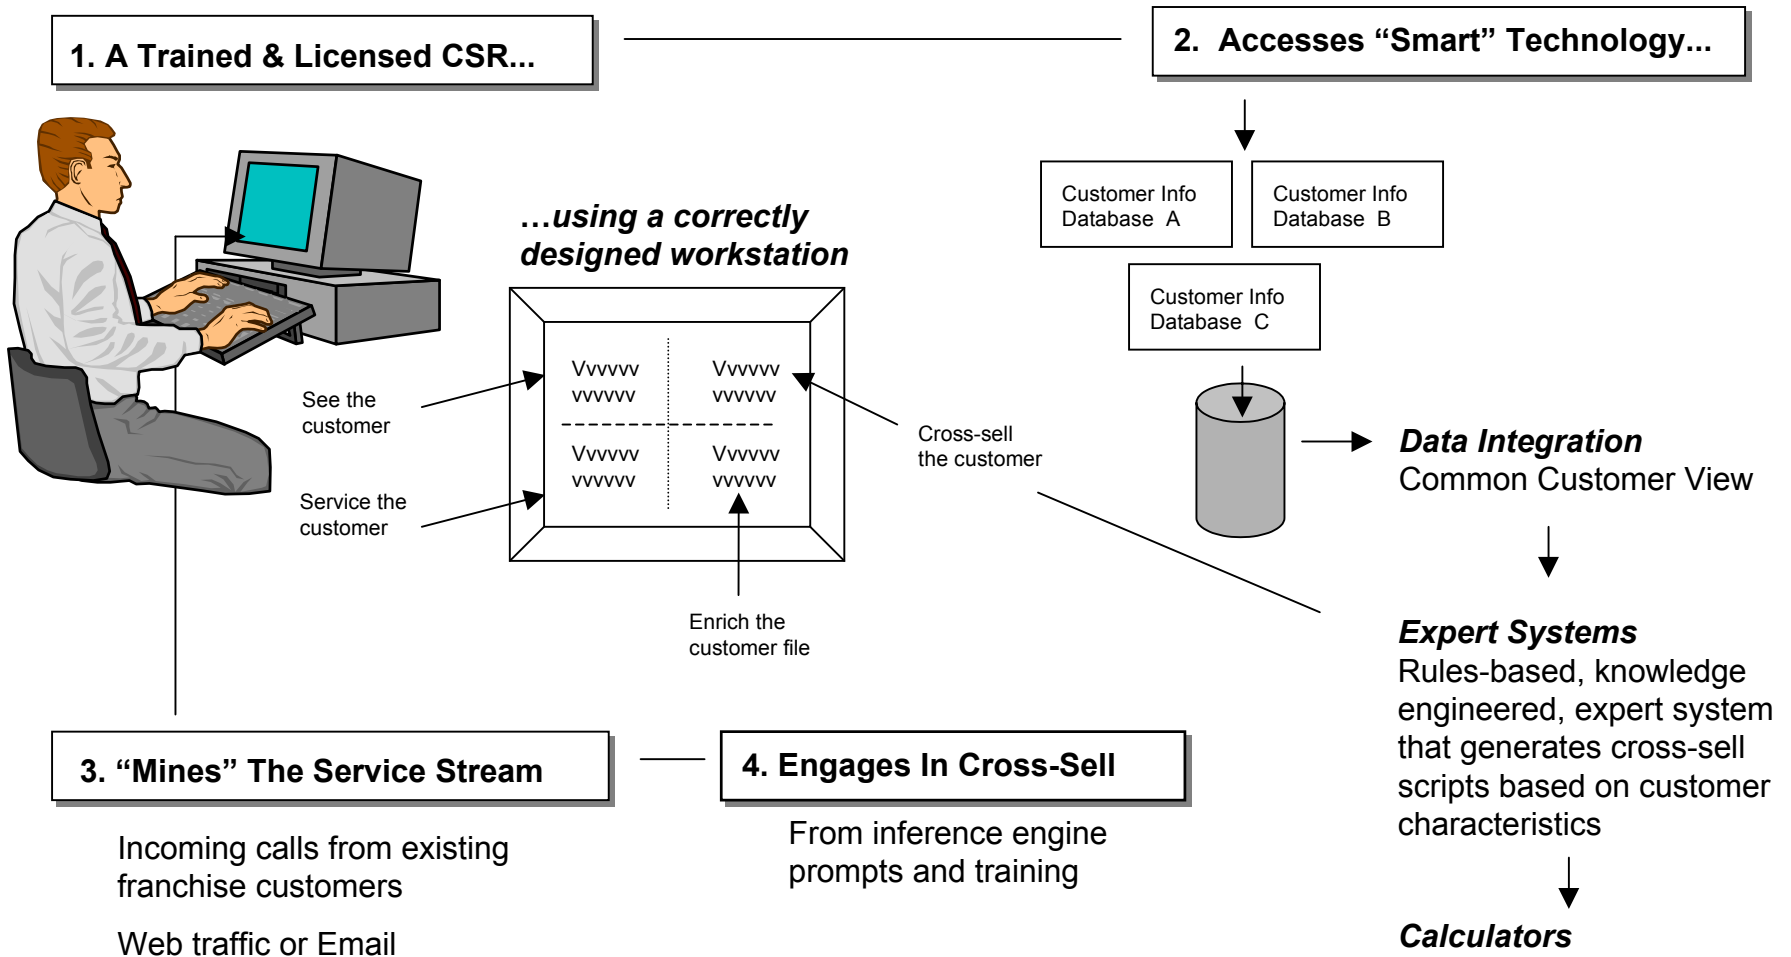 1. A Trained & Licensed CSR...
2.  Accesses “Smart” Technology...
…using a correctly
designed workstation
Customer Info
Database  A
Customer Info
Database  B
Customer Info
Database  C
Vvvvvv
vvvvvv
Vvvvvv
vvvvvv
Vvvvvv
vvvvvv
Vvvvvv
vvvvvv
See the
customer
Service the
customer
Cross-sell
the customer
Enrich the
customer file
Data Integration
Common Customer View
Expert Systems
Rules-based, knowledge
engineered, expert system
that generates cross-sell
scripts based on customer
characteristics
Calculators
3. “Mines” The Service Stream
Incoming calls from existing
franchise customers
Web traffic or Email
4. Engages In Cross-Sell
From inference engine
prompts and training